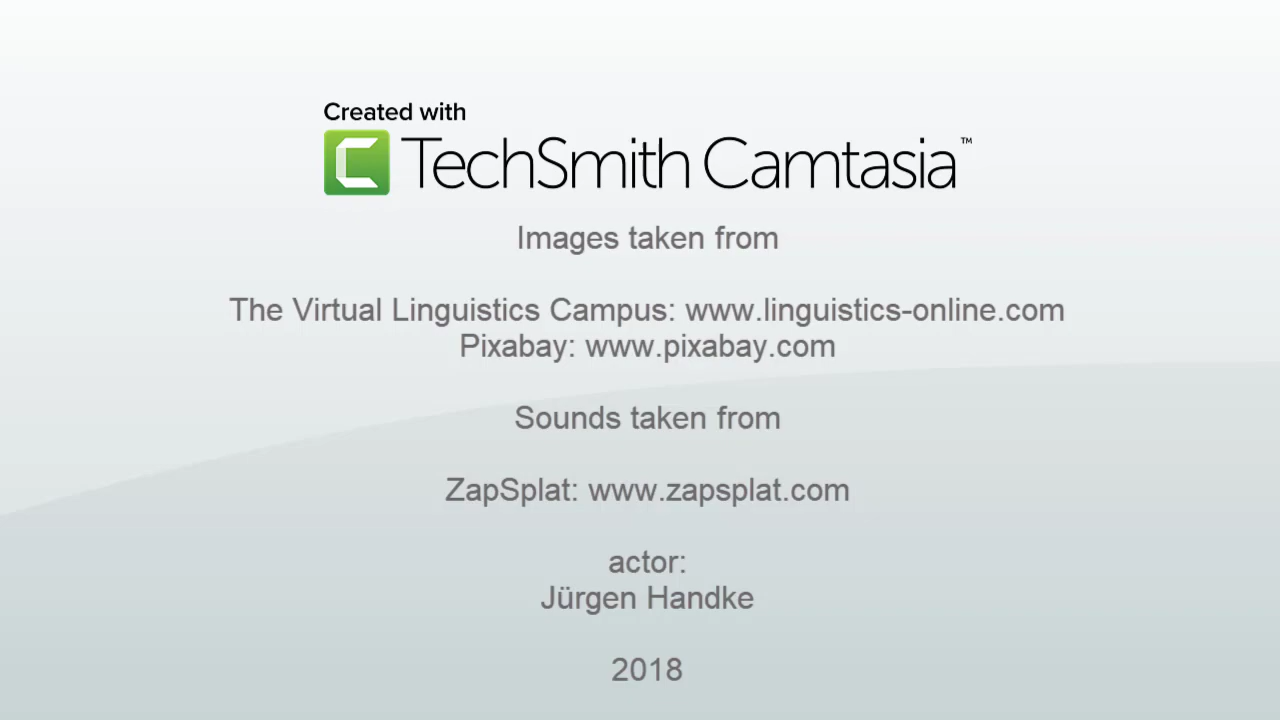 Created with
TechSmith Camtasia™
Images taken from
The Virtual Linguistics Campus: www.linguistics-online.com
Pixabay: www.pixabay.com
Sounds taken from
ZapSplat: www.zapsplat.com
actor:
Jürgen Handke
2018